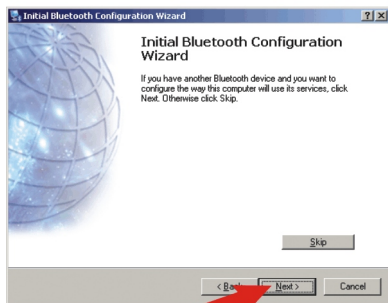 Initial Bluetooth Configuration Wizard
Initial Bluetooth Configuration
Wizard
If you have another Bluetooth device and you want to
configure the way this computer will use its services, click
Next. Otherwise click Skip.
Skip
< Back Next > Cancel